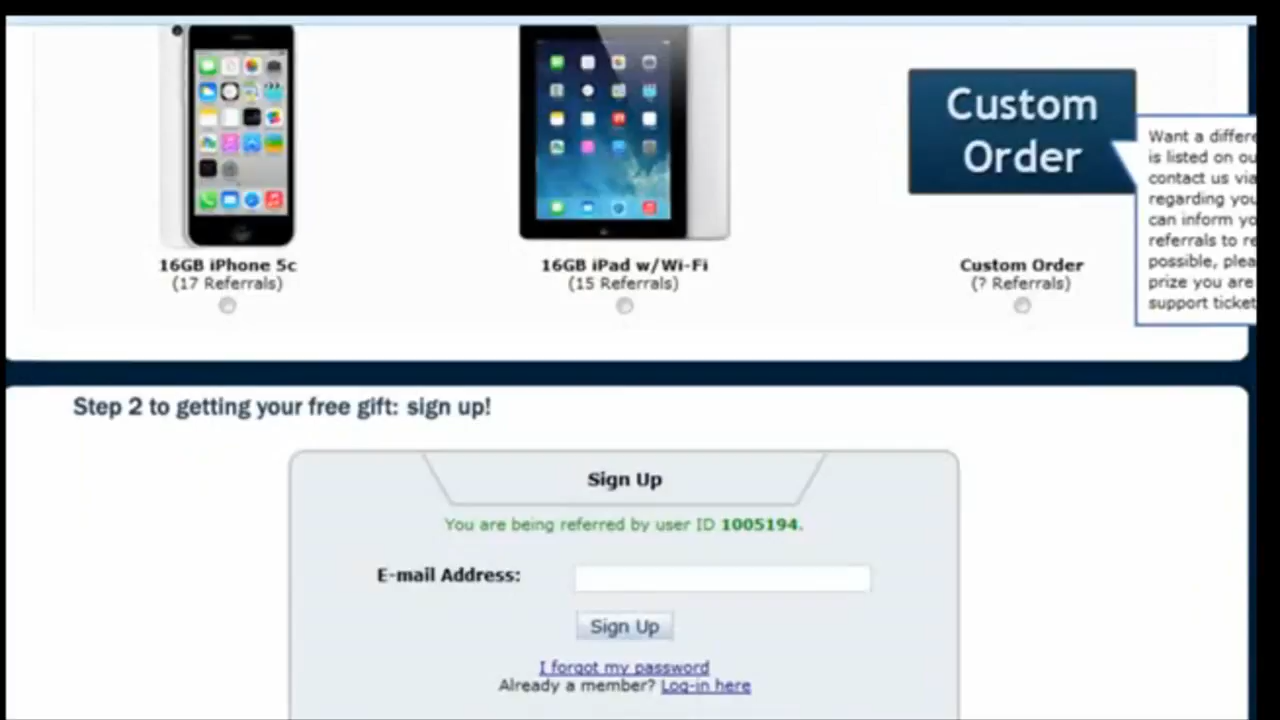 Custom
Order
Want a differe
is listed on ou
contact us via
regarding you
can inform yo
referrals to re
possible, plea
prize you are
support ticket
16GB iPhone 5c
(17 Referrals)
16GB iPad w/Wi-Fi
(15 Referrals)
Custom Order
(? Referrals)
Step 2 to getting your free gift: sign up!
Sign Up
You are being referred by user ID 1005194.
E-mail Address:
Sign Up
I forgot my password
Already a member? Log-in here